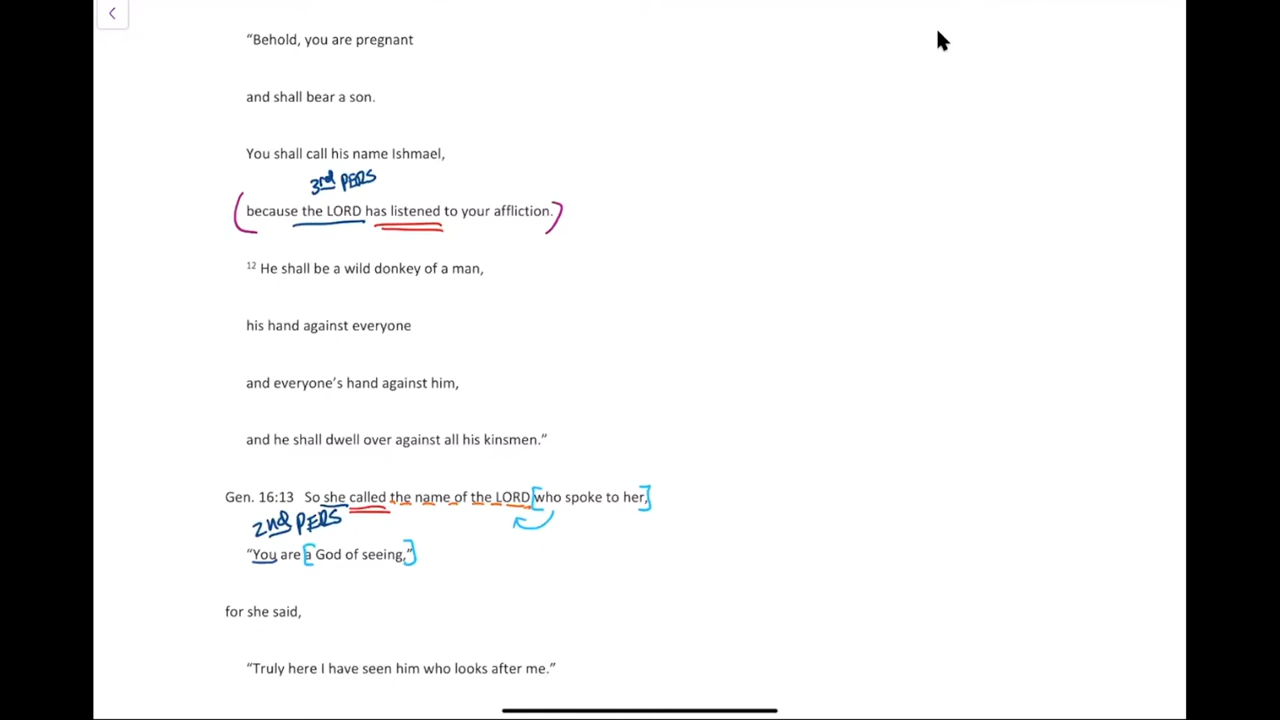 “Behold, you are pregnant
and shall bear a son.
You shall call his name Ishmael,
3rd PERS
because the LORD has listened to your affliction.
12 He shall be a wild donkey of a man,
his hand against everyone
and everyone’s hand against him,
and he shall dwell over against all his kinsmen.”
Gen. 16:13 So she called the name of the LORD who spoke to her,
2nd PERS
“You are a God of seeing,”
for she said,
“Truly here I have seen him who looks after me.”